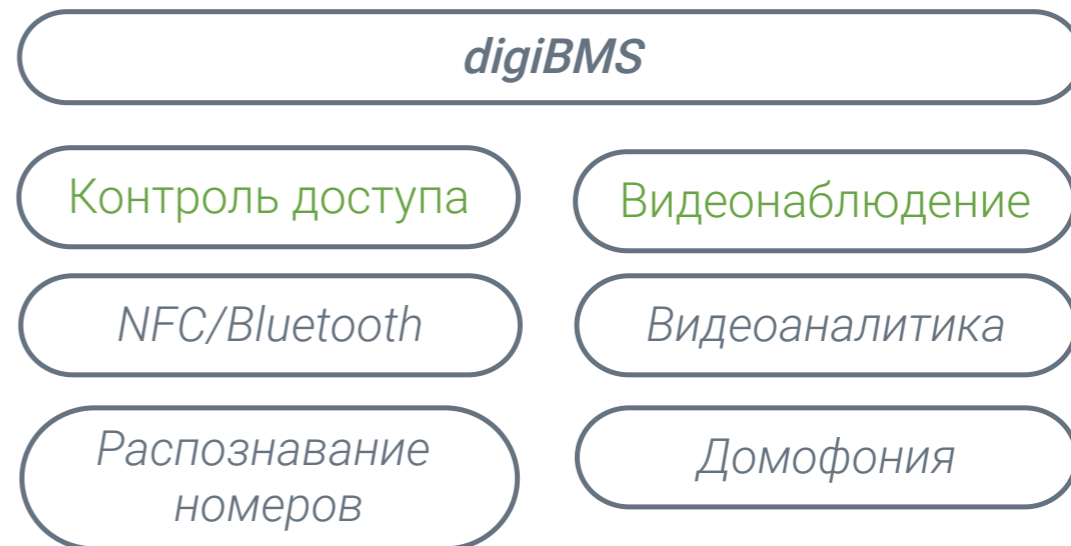 digiBMS
Контроль доступа
Видеонаблюдение
NFC/Bluetooth
Видеоаналитика
Распознавание
номеров
Домофония